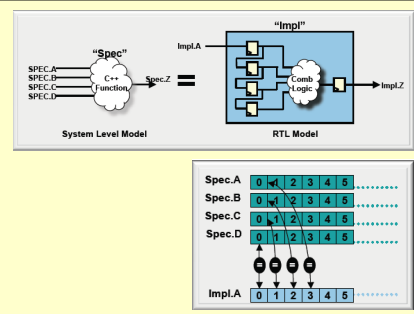 "Spec"
SPEC.A
SPEC.B
SPEC.C
SPEC.D
C++
Function
Spec.Z
=
"Impl"
Impl.A
Comb
Logic
Impl.Z
System Level Model
RTL Model
Spec.A 0 1 2 3 4 5
Spec.B 0 1 2 3 4 5
Spec.C 0 1 2 3 4 5
Spec.D 0 1 2 3 4 5
= = = =
Impl.A 0 1 2 3 4 5